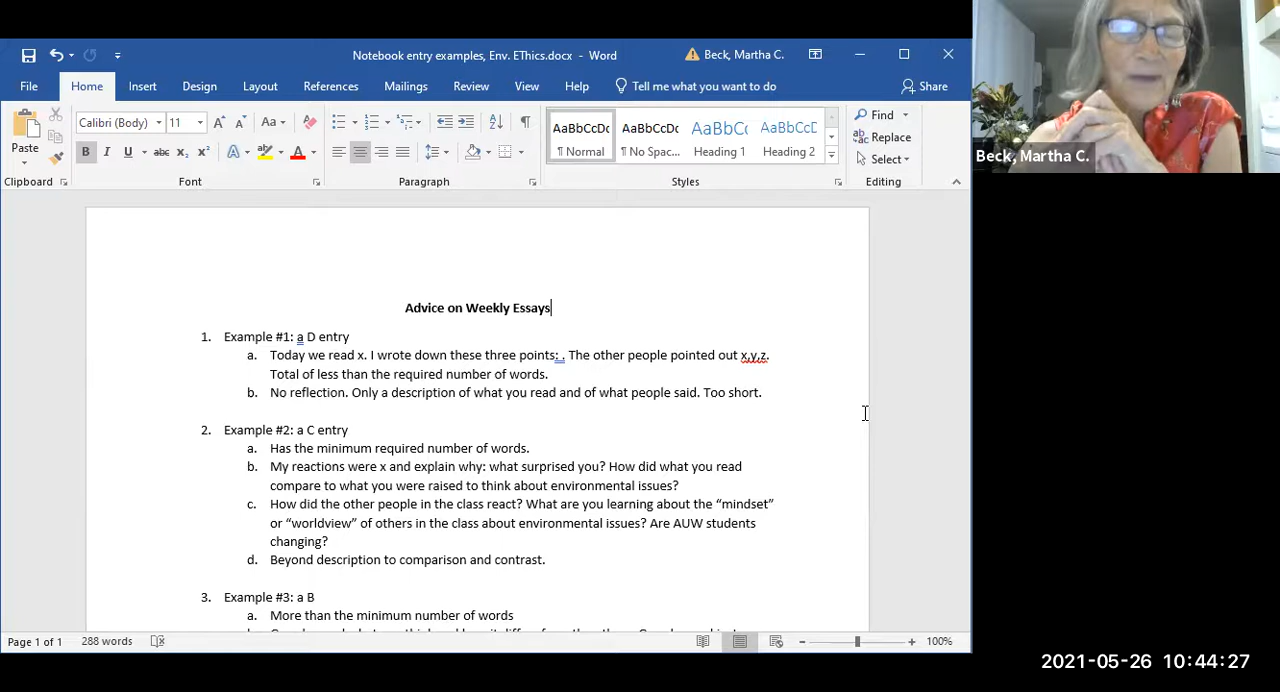 Notebook entry examples, Env. EThics.docx - Word
Beck, Martha C.
File Home Insert Design Layout References Mailings Review View Help Tell me what you want to do Share
Paste
Calibri (Body) 11
AaBbCcDc AaBbCcDc AaBbCc AaBbCcD
¶ Normal ¶ No Spac... Heading 1 Heading 2
Find
Replace
Select
Clipboard Font Paragraph Styles Editing
Beck, Martha C.
Advice on Weekly Essays
1. Example #1: a D entry
a. Today we read x. I wrote down these three points: . The other people pointed out x,y,z.
Total of less than the required number of words.
b. No reflection. Only a description of what you read and of what people said. Too short.
2. Example #2: a C entry
a. Has the minimum required number of words.
b. My reactions were x and explain why: what surprised you? How did what you read
compare to what you were raised to think about environmental issues?
c. How did the other people in the class react? What are you learning about the “mindset”
or “worldview” of others in the class about environmental issues? Are AUW students
changing?
d. Beyond description to comparison and contrast.
3. Example #3: a B
a. More than the minimum number of words
Page 1 of 1 288 words 100%
2021-05-26 10:44:27